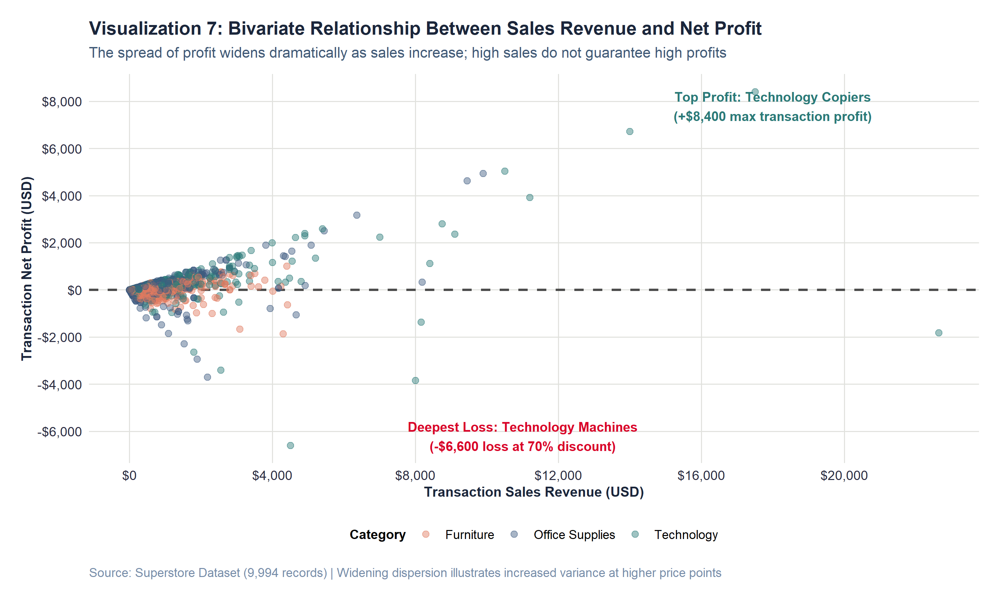 Visualization 7: Bivariate Relationship Between Sales Revenue and Net Profit
The spread of profit widens dramatically as sales increase; high sales do not guarantee high profits
Transaction Net Profit (USD)
$8,000
$6,000
$4,000
$2,000
$0
-$2,000
-$4,000
-$6,000
Top Profit: Technology Copiers
(+$8,400 max transaction profit)
Deepest Loss: Technology Machines
(-$6,600 loss at 70% discount)
$0 $4,000 $8,000 $12,000 $16,000 $20,000
Transaction Sales Revenue (USD)
Category Furniture Office Supplies Technology
Source: Superstore Dataset (9,994 records) | Widening dispersion illustrates increased variance at higher price points